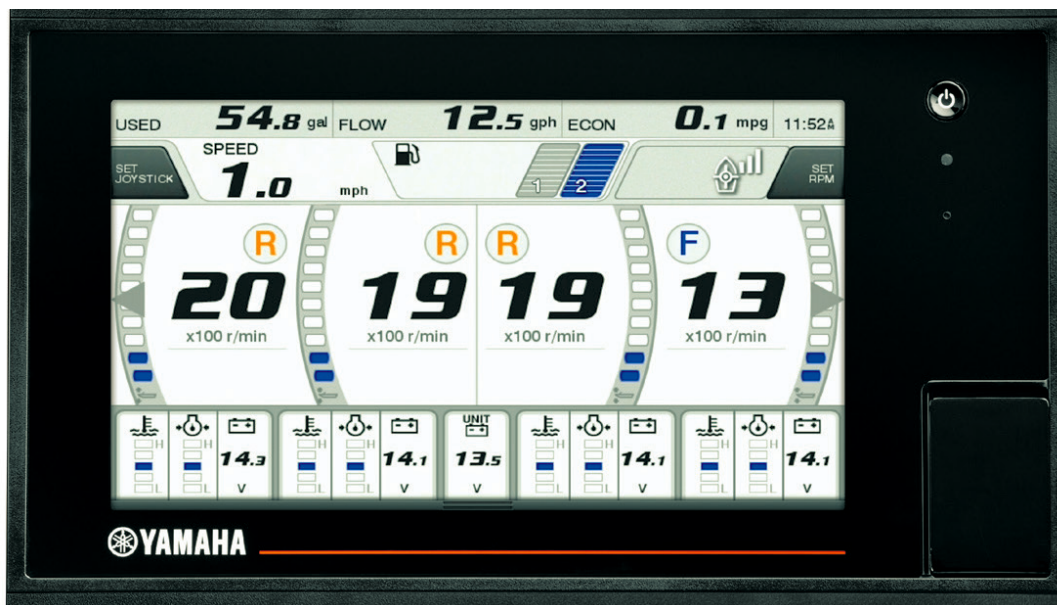 USED 54.8 gal FLOW 12.5 gph ECON 0.1 mpg 11:52A
SET
JOYSTICK
SPEED
1.0 mph
1 2
SET
RPM
R R R F
20 19 19 13
x100 r/min x100 r/min x100 r/min x100 r/min
UNIT
H H H H H H H H
14.3 14.1 13.5 14.1 14.1
L L L L L L L L
V V V V V
YAMAHA